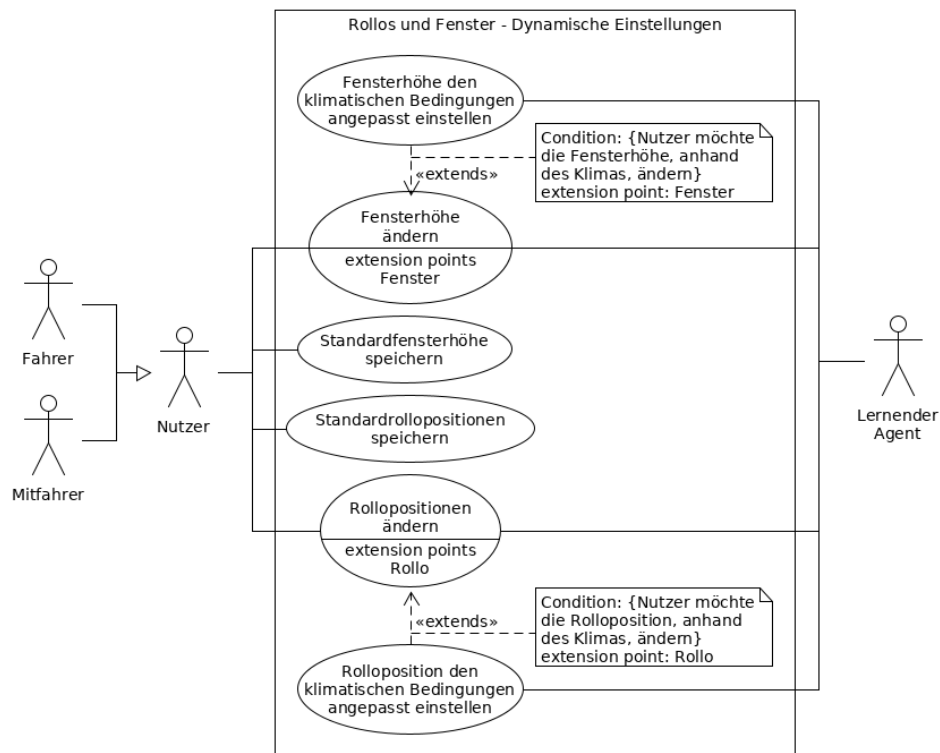 Rollos und Fenster - Dynamische Einstellungen
Fensterhöhe den
klimatischen Bedingungen
angepasst einstellen
Condition: {Nutzer möchte
die Fensterhöhe, anhand
des Klimas, ändern}
extension point: Fenster
«extends»
Fensterhöhe
ändern
extension points
Fenster
Fahrer
Standardfensterhöhe
speichern
Nutzer
Lernender
Agent
Standardrollopositionen
speichern
Mitfahrer
Rollopositionen
ändern
extension points
Rollo
Condition: {Nutzer möchte
die Rolloposition, anhand
des Klimas, ändern}
extension point: Rollo
«extends»
Rolloposition den
klimatischen Bedingungen
angepasst einstellen